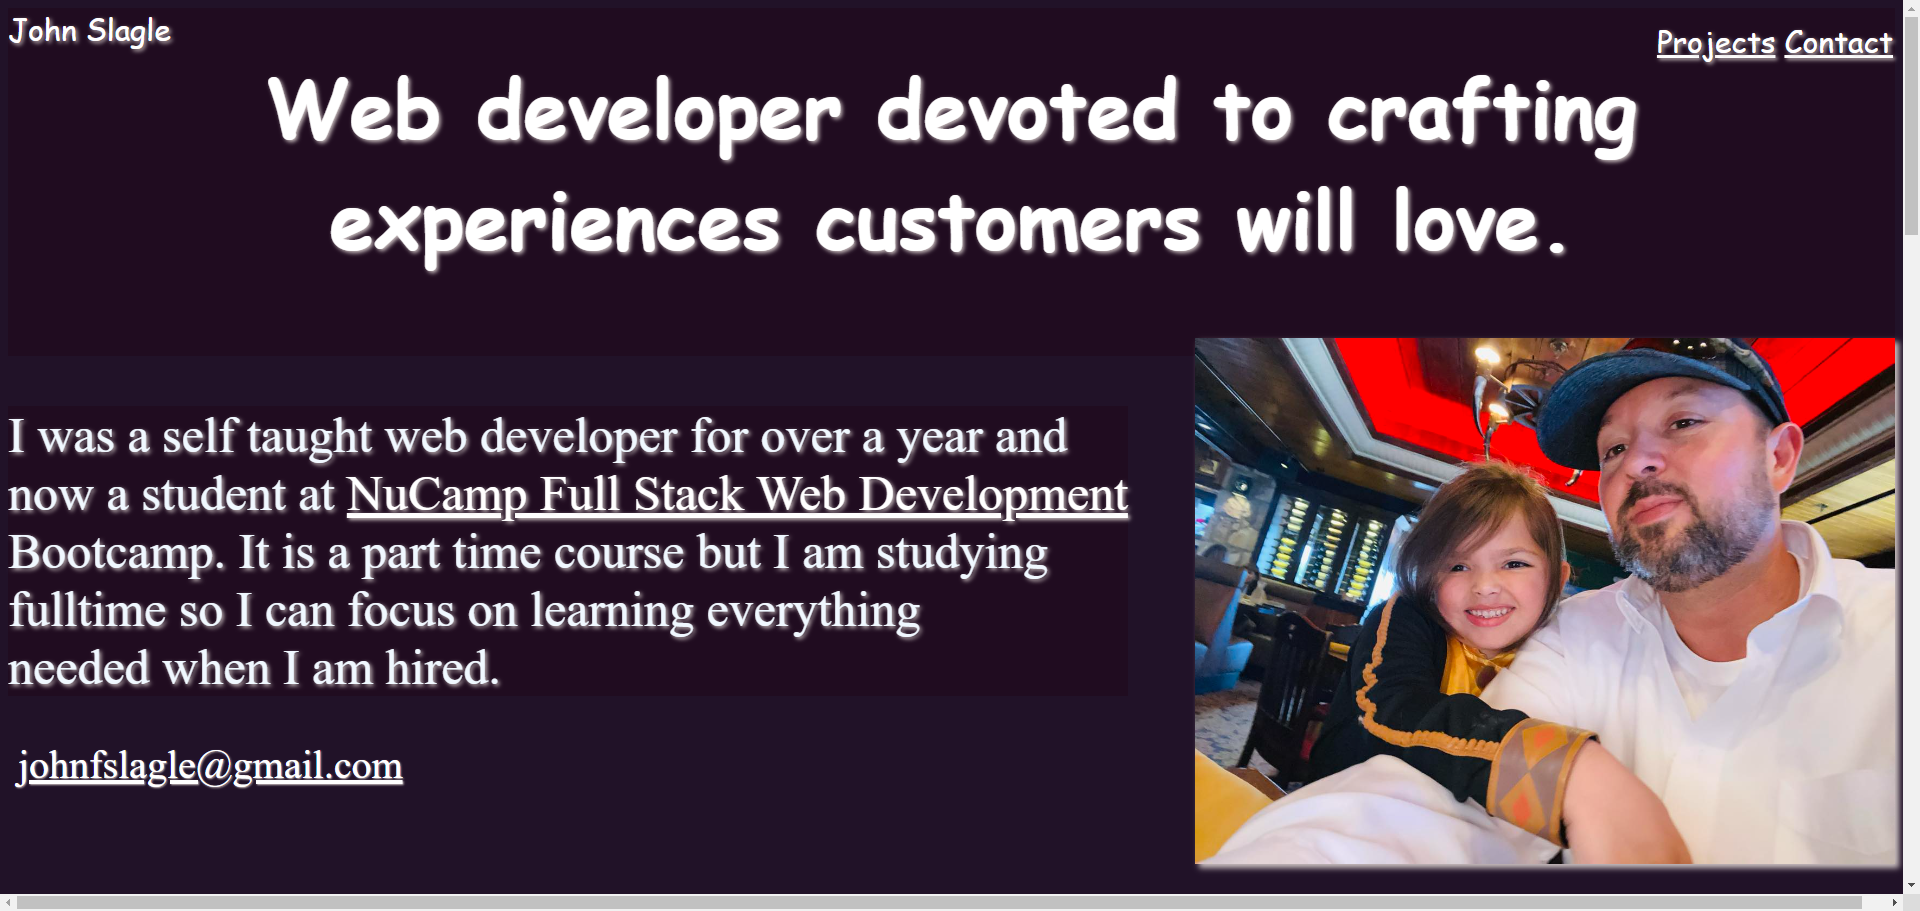 John Slagle
Projects Contact
Web developer devoted to crafting
experiences customers will love.
I was a self taught web developer for over a year and
now a student at NuCamp Full Stack Web Development
Bootcamp. It is a part time course but I am studying
fulltime so I can focus on learning everything
needed when I am hired.
johnfslagle@gmail.com